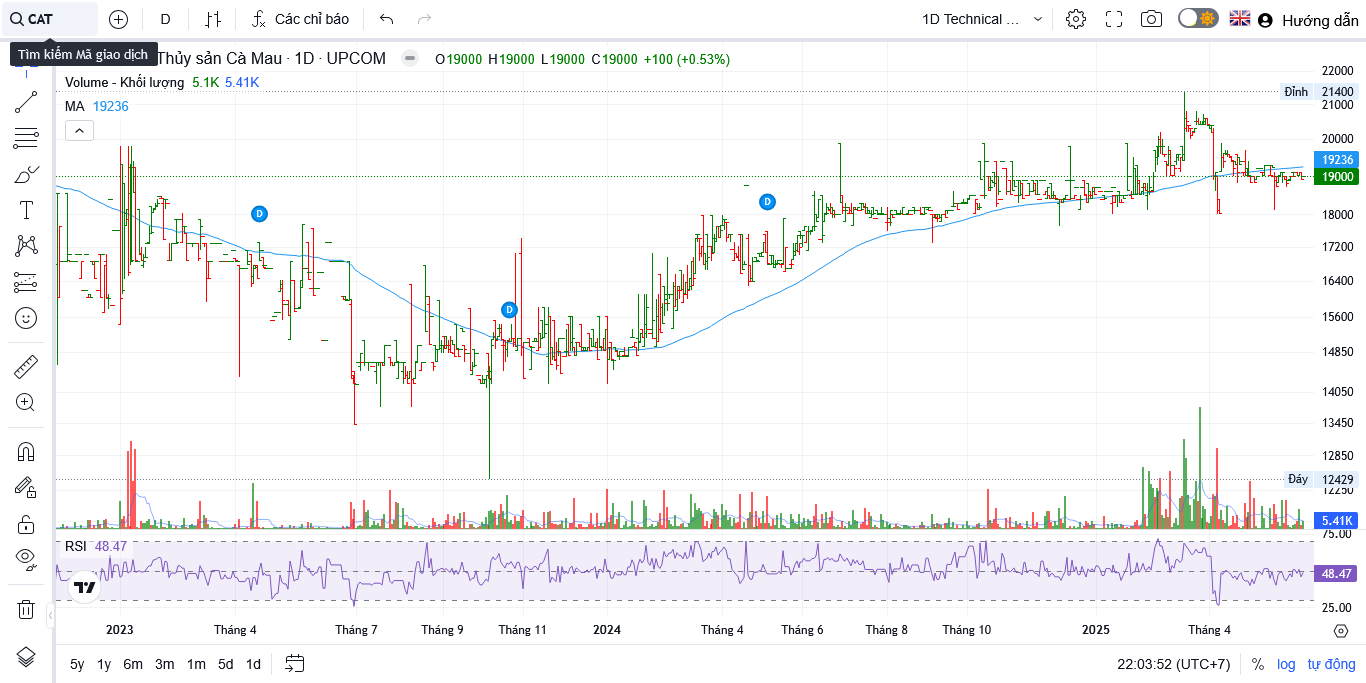 CAT
D
Các chỉ báo
1D Technical ...
Hướng dẫn
Tìm kiếm Mã giao dịch
Thủy sản Cà Mau · 1D · UPCOM
O19000 H19000 L19000 C19000 +100 (+0.53%)
Volume - Khối lượng 5.1K 5.41K
MA 19236
22000
Đỉnh 21400
21000
20000
19236
19000
18000
17200
16400
15600
14850
14050
13450
12850
Đáy 12429
12250
5.41K
D
D
D
75.00
RSI 48.47
48.47
25.00
2023 Tháng 4 Tháng 7 Tháng 9 Tháng 11 2024 Tháng 4 Tháng 6 Tháng 8 Tháng 10 2025 Tháng 4
5y 1y 6m 3m 1m 5d 1d
22:03:52 (UTC+7) % log tự động